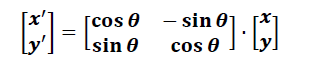 [x′ y′] = [cos θ − sin θ sin θ cos θ] · [x y]